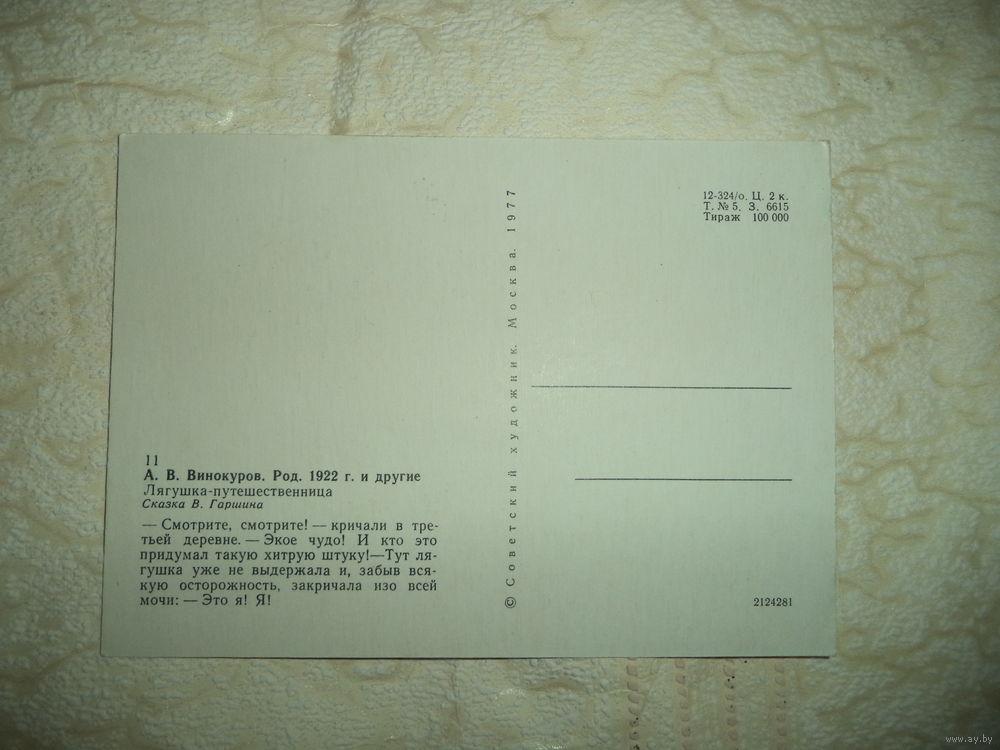 11
А. В. Винокуров. Род. 1922 г. и другие
Лягушка-путешественница
Сказка В. Гаршина
— Смотрите, смотрите! — кричали в тре-
тьей деревне. — Экое чудо! И кто это
придумал такую хитрую штуку!—Тут ля-
гушка уже не выдержала и, забыв вся-
кую осторожность, закричала изо всей
мочи: — Это я! Я!
© Советский художник. Москва. 1977
12-324/о. Ц. 2 к.
Т. № 5. З. 6615
Тираж 100 000
2124281
www.ay.by